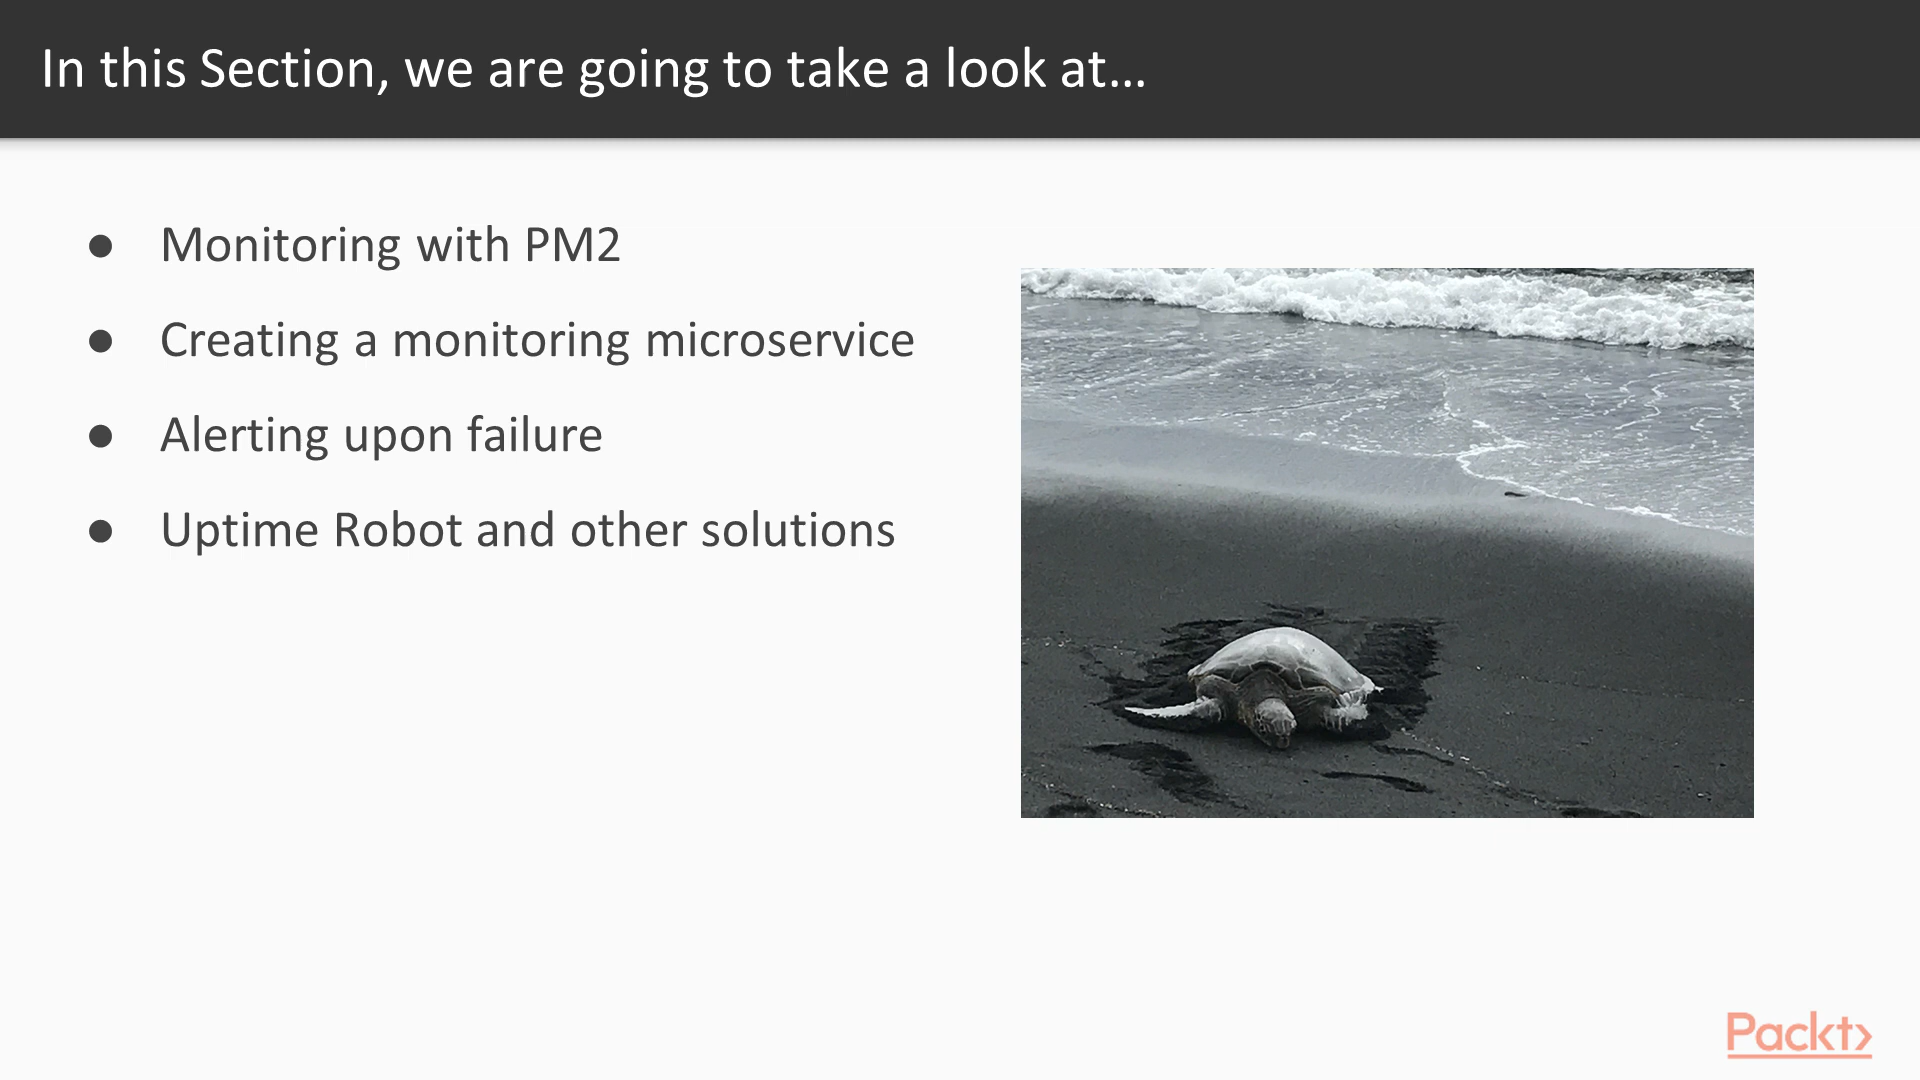 In this Section, we are going to take a look at...
● Monitoring with PM2
● Creating a monitoring microservice
● Alerting upon failure
● Uptime Robot and other solutions
Packt>